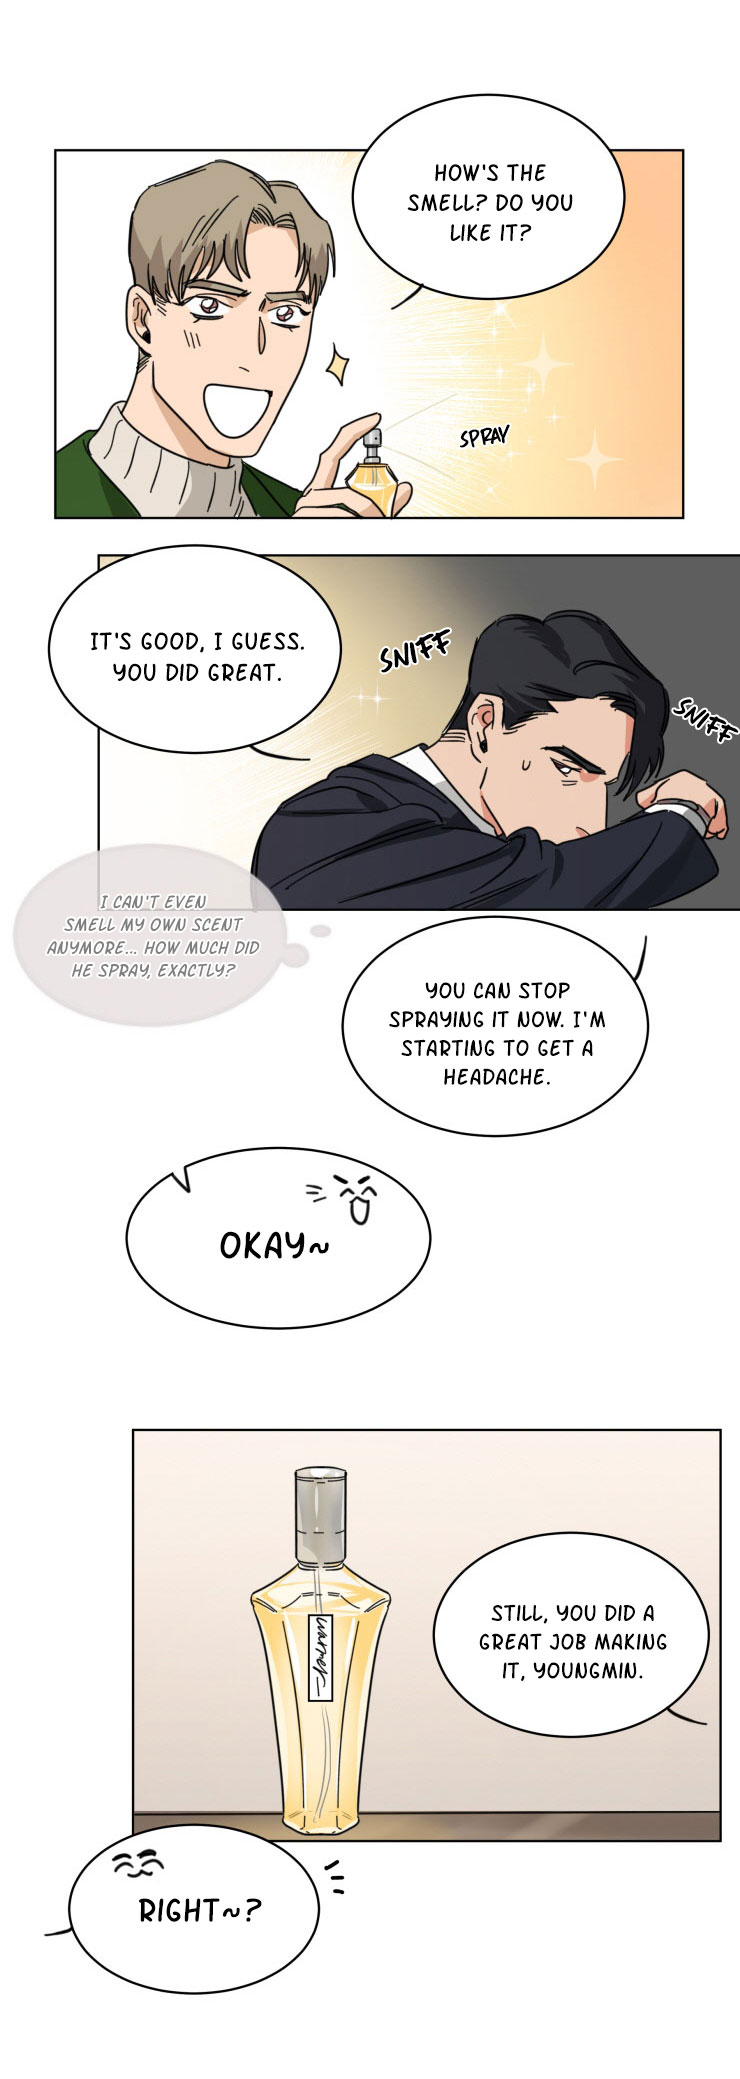 HOW'S THE
SMELL? DO YOU
LIKE IT?
SPRAY
IT'S GOOD, I GUESS.
YOU DID GREAT.
SNIFF
SNIFF
I CAN'T EVEN
SMELL MY OWN SCENT
ANYMORE... HOW MUCH DID
HE SPRAY, EXACTLY?
YOU CAN STOP
SPRAYING IT NOW. I'M
STARTING TO GET A
HEADACHE.
OKAY~
STILL, YOU DID A
GREAT JOB MAKING
IT, YOUNGMIN.
warmer
RIGHT~?